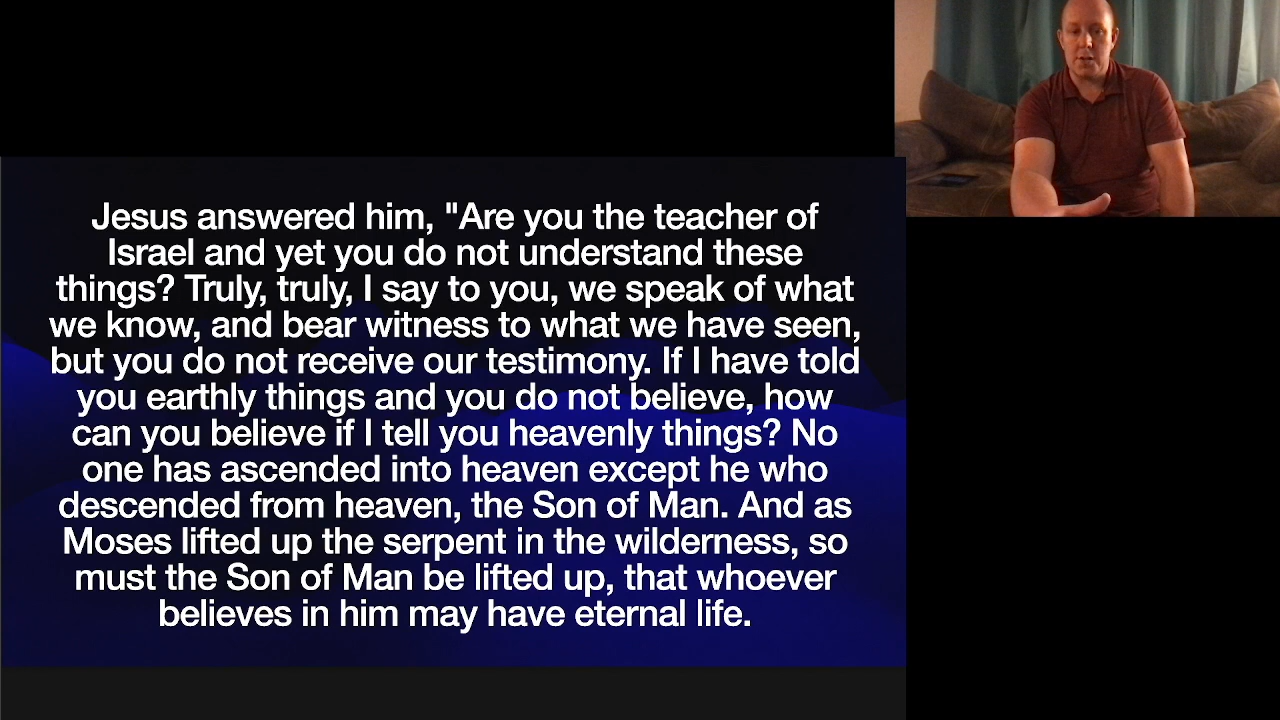 Jesus answered him, "Are you the teacher of
Israel and yet you do not understand these
things? Truly, truly, I say to you, we speak of what
we know, and bear witness to what we have seen,
but you do not receive our testimony. If I have told
you earthly things and you do not believe, how
can you believe if I tell you heavenly things? No
one has ascended into heaven except he who
descended from heaven, the Son of Man. And as
Moses lifted up the serpent in the wilderness, so
must the Son of Man be lifted up, that whoever
believes in him may have eternal life.